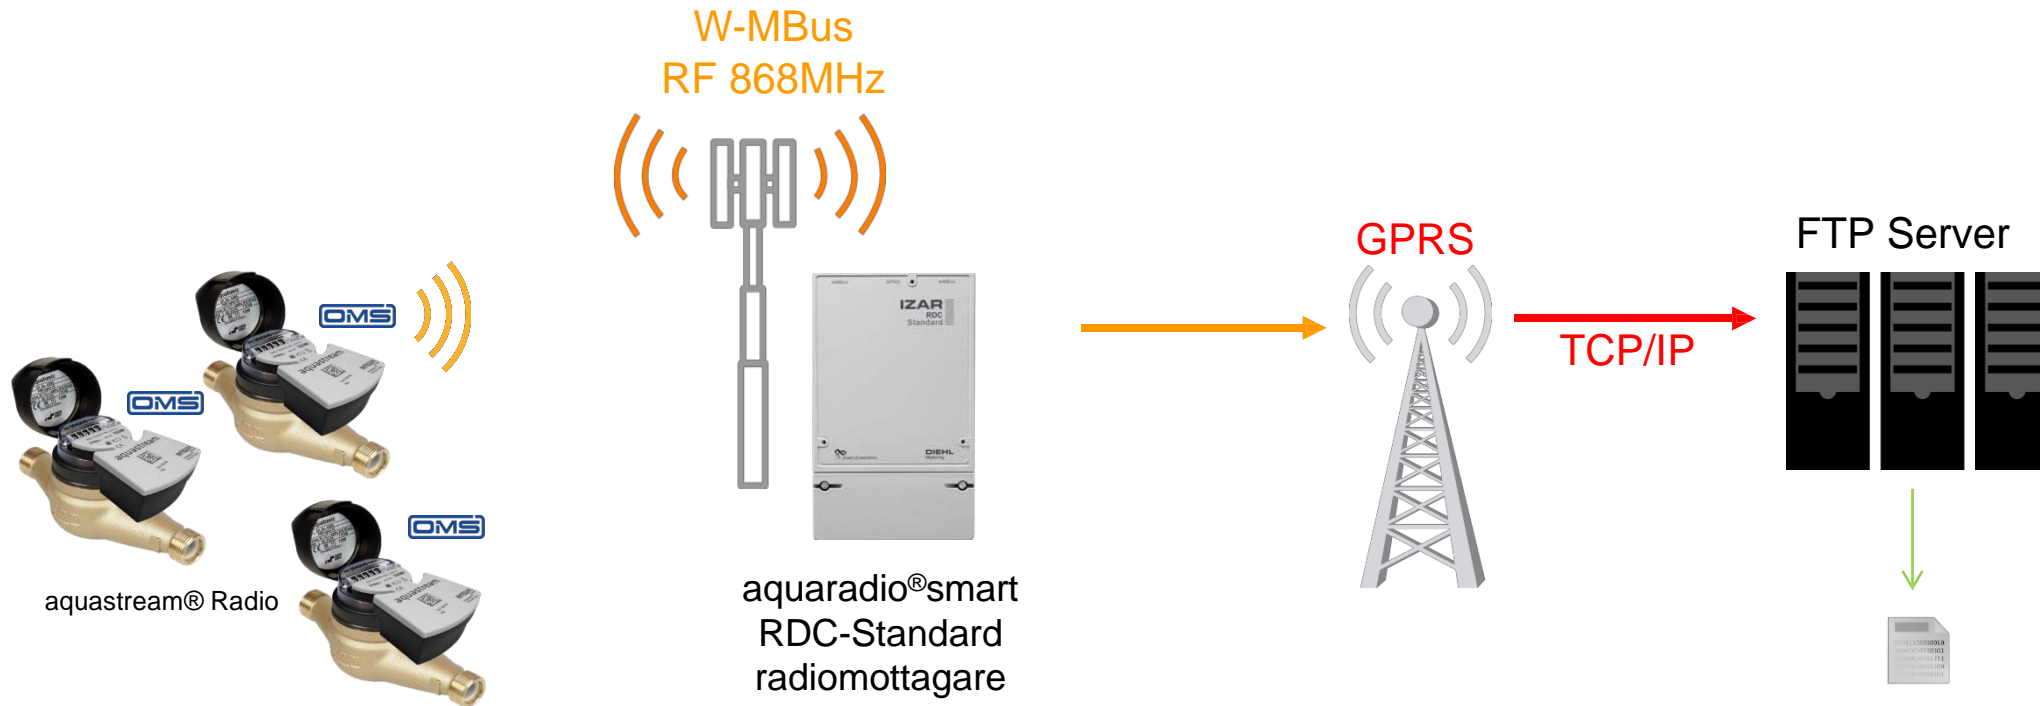 W-MBus
RF 868MHz
GPRS
FTP Server
OMS
IZAR
RDC
Standard
TCP/IP
OMS
DIEHL
Metering
OMS
aquastream® Radio
aquaradio®smart
RDC-Standard
radiomottagare